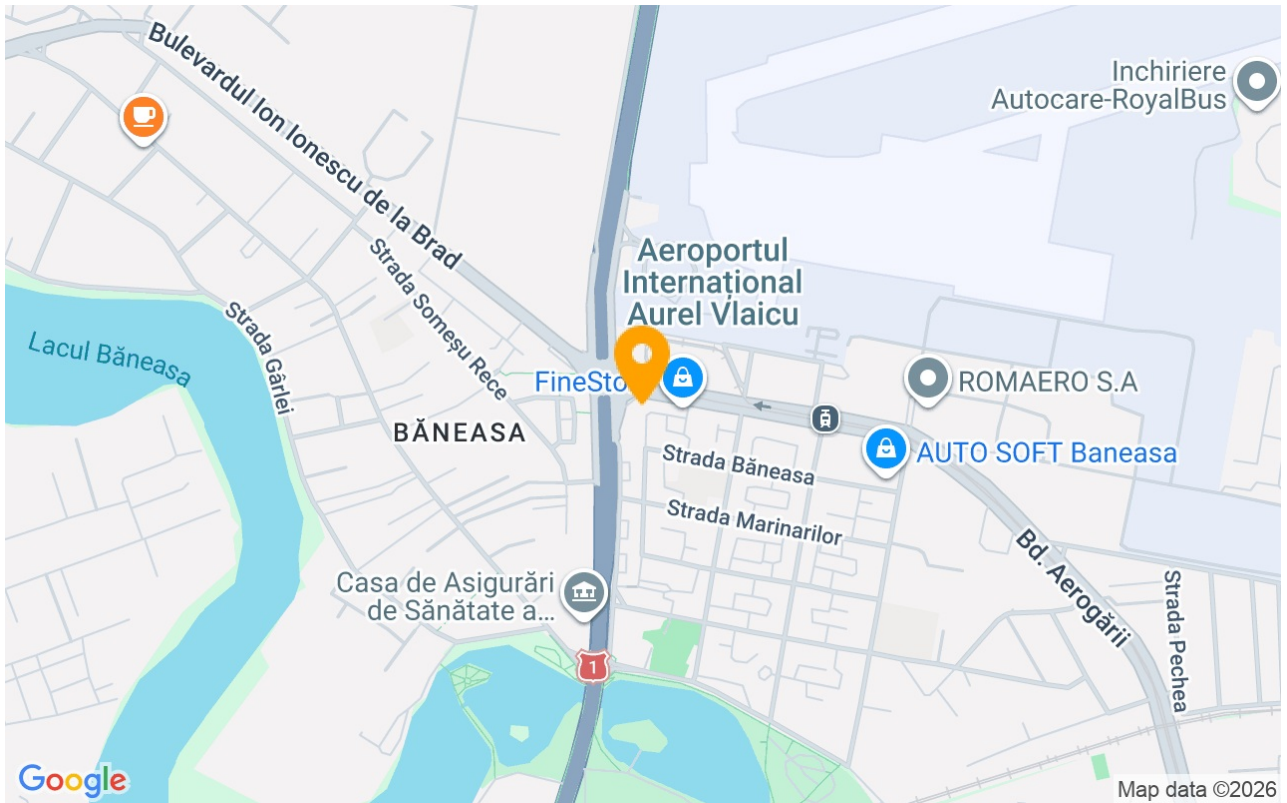 Bulevardul Ion Ionescu de la Brad
Inchiriere
Autocare-RoyalBus
Aeroportul
Internațional
Aurel Vlaicu
Strada Someșu Rece
Strada Gârlei
Lacul Băneasa
FineSto
ROMAERO S.A
BĂNEASA
AUTO SOFT Baneasa
Strada Băneasa
Strada Marinarilor
Bd. Aerogării
Strada Pechea
Casa de Asigurări
de Sănătate a...
1
Google
Map data ©2026